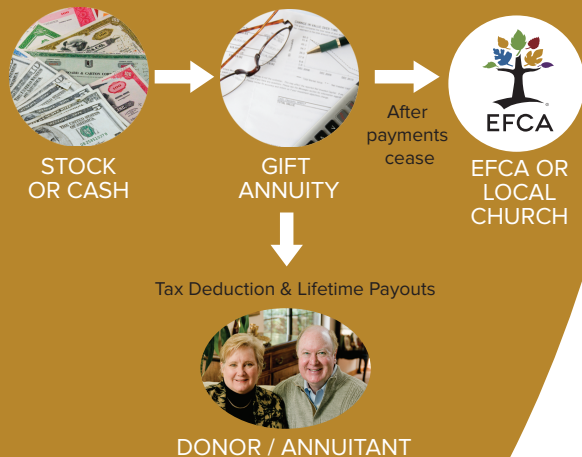 STOCK
OR CASH
GIFT
ANNUITY
After
payments
cease
EFCA
EFCA OR
LOCAL
CHURCH
Tax Deduction & Lifetime Payouts
DONOR / ANNUITANT